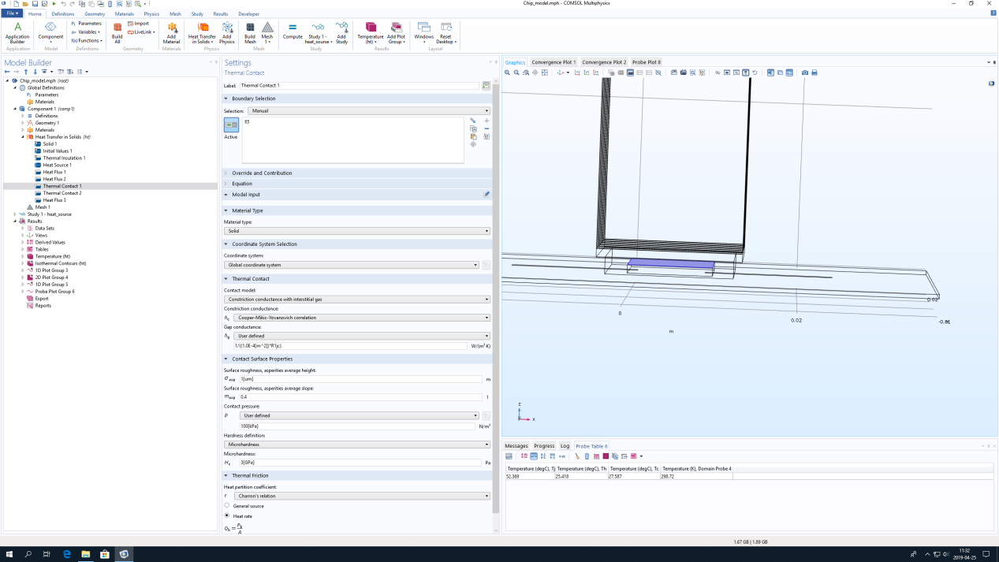 Chip_model.mph - COMSOL Multiphysics
File Home Definitions Geometry Materials Physics Mesh Study Results Developer
Application Builder
Component 1
Pi Parameters
a= Variables
f(x) Functions
Build All
Import
LiveLink
Add Material
Heat Transfer in Solids
Add Physics
Build Mesh
Mesh 1
Compute
Study 1 - heat_sourse
Add Study
Temperature (ht)
Add Plot Group
Windows
Reset Desktop
Application Model Definitions Geometry Materials Physics Mesh Study Results Layout
Model Builder
Chip_model.mph (root)
Global Definitions
Pi Parameters
Materials
Component 1 (comp1)
Definitions
Geometry 1
Materials
Heat Transfer in Solids (ht)
Solid 1
Initial Values 1
Thermal Insulation 1
Heat Source 1
Heat Flux 1
Heat Flux 2
Thermal Contact 1
Thermal Contact 2
Heat Flux 3
Mesh 1
Study 1 - heat_sourse
Results
Data Sets
Views
Derived Values
Tables
Temperature (ht)
Isothermal Contours (ht)
1D Plot Group 3
2D Plot Group 4
1D Plot Group 5
Probe Plot Group 6
Export
Reports
Settings
Thermal Contact
Label: Thermal Contact 1
Boundary Selection
Selection: Manual
65
Active
Override and Contribution
Equation
Model Input
Material Type
Material type:
Solid
Coordinate System Selection
Coordinate system:
Global coordinate system
Thermal Contact
Contact model:
Constriction conductance with interstitial gas
Constriction conductance:
hc Cooper-Mikic-Yovanovich correlation
Gap conductance:
hg User defined
1/((1.0E-4[m^2])*R1jc) W/(m²·K)
Contact Surface Properties
Surface roughness, asperities average height:
σasp 1[um] m
Surface roughness, asperities average slope:
masp 0.4 1
Contact pressure:
p User defined
100[kPa] N/m²
Hardness definition:
Microhardness
Microhardness:
Hc 3[GPa] Pa
Thermal Friction
Heat partition coefficient:
r Charron's relation
General source
Heat rate
Qb = Pb/A
Graphics Convergence Plot 1 Convergence Plot 2 Probe Plot 8
0
0.02
0.02
m
z
x
Messages Progress Log Probe Table 6
Temperature (degC), Tj Temperature (degC), Th Temperature (degC), Tc Temperature (K), Domain Probe 4
52.369 25.418 27.587 298.72
1.67 GB | 1.89 GB
11:32
2019-04-25